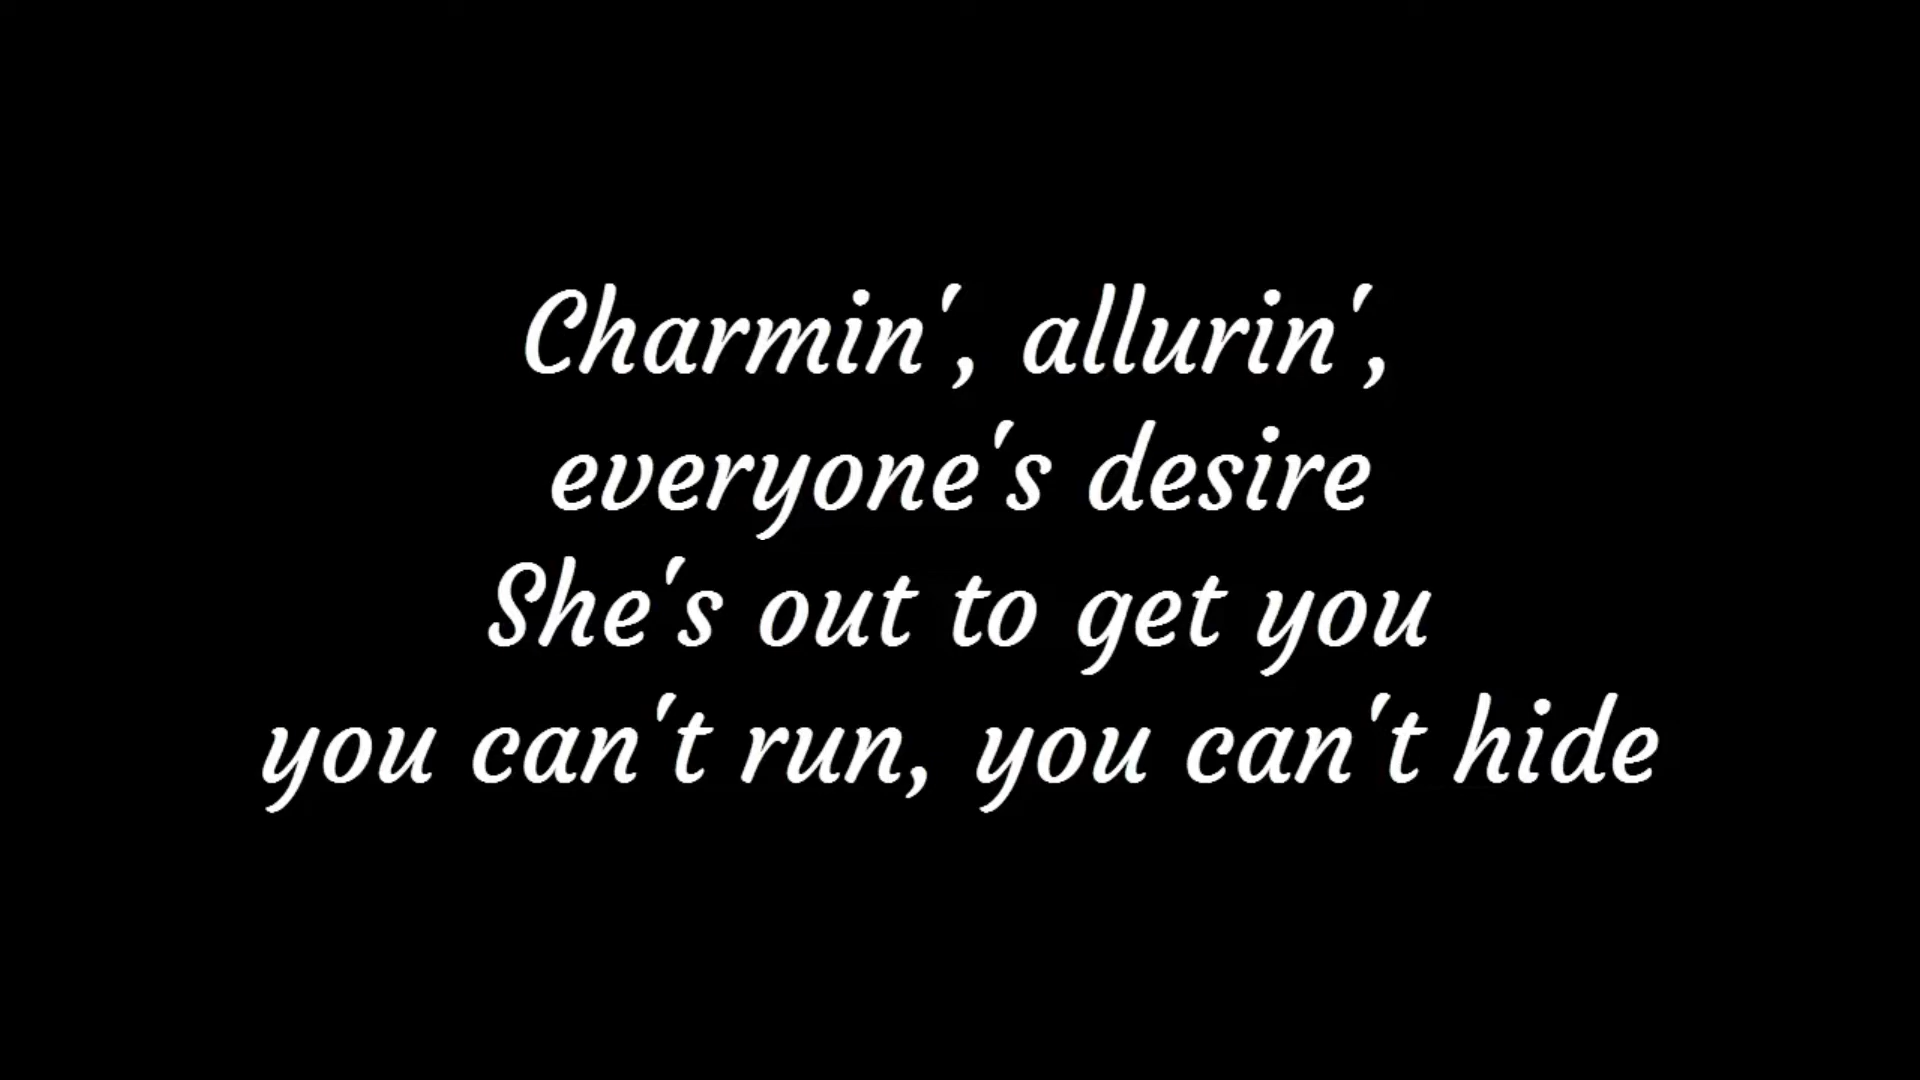 Charmin', allurin',
everyone's desire
She's out to get you
you can't run, you can't hide